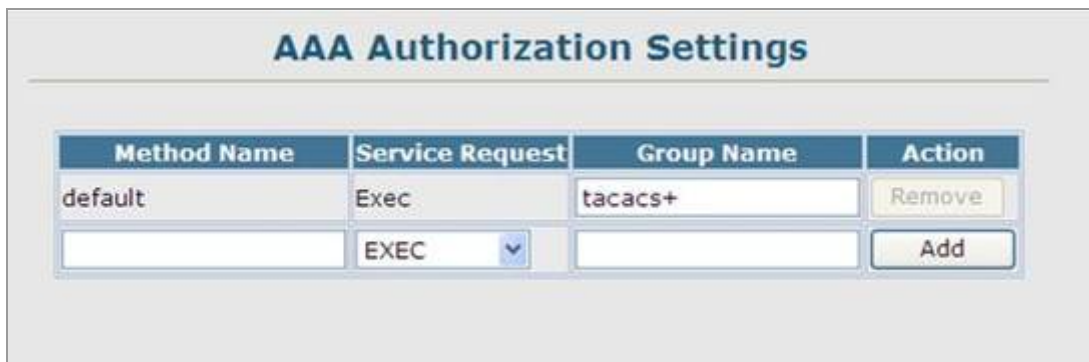 AAA Authorization Settings
Method Name Service Request Group Name Action
default Exec tacacs+ Remove
EXEC Add